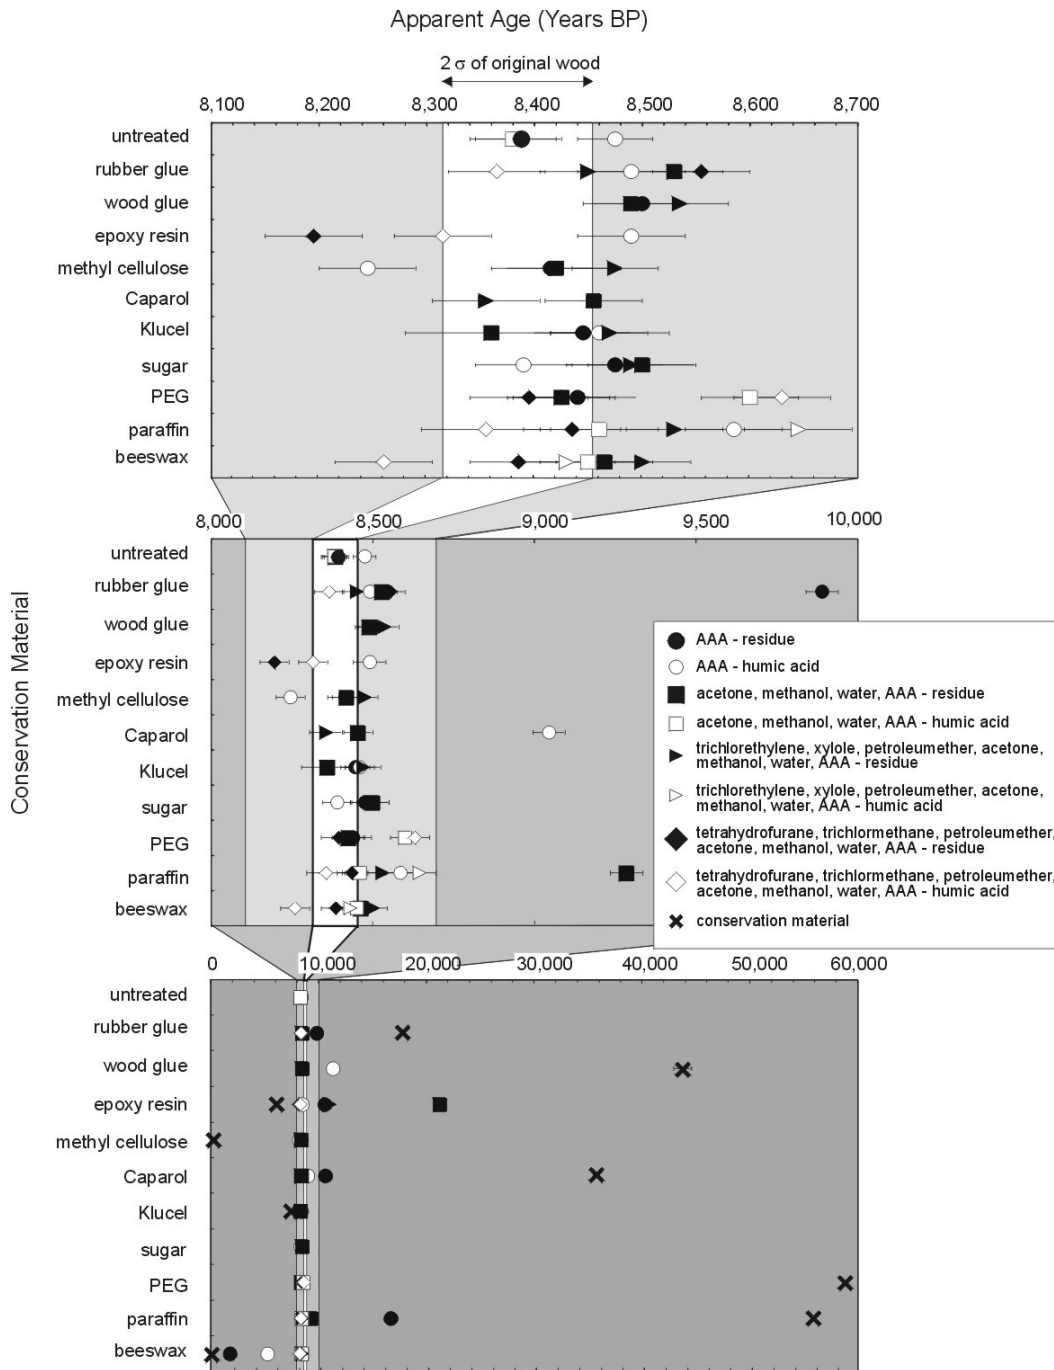 Apparent Age (Years BP)
2 σ of original wood
8,100 8,200 8,300 8,400 8,500 8,600 8,700
untreated
rubber glue
wood glue
epoxy resin
methyl cellulose
Caparol
Klucel
sugar
PEG
paraffin
beeswax
8,000 8,500 9,000 9,500 10,000
Conservation Material
untreated
rubber glue
wood glue
epoxy resin
methyl cellulose
Caparol
Klucel
sugar
PEG
paraffin
beeswax
AAA - residue
AAA - humic acid
acetone, methanol, water, AAA - residue
acetone, methanol, water, AAA - humic acid
trichlorethylene, xylole, petroleumether, acetone,
methanol, water, AAA - residue
trichlorethylene, xylole, petroleumether, acetone,
methanol, water, AAA - humic acid
tetrahydrofurane, trichlormethane, petroleumether,
acetone, methanol, water, AAA - residue
tetrahydrofurane, trichlormethane, petroleumether,
acetone, methanol, water, AAA - humic acid
conservation material
0 10,000 20,000 30,000 40,000 50,000 60,000
untreated
rubber glue
wood glue
epoxy resin
methyl cellulose
Caparol
Klucel
sugar
PEG
paraffin
beeswax